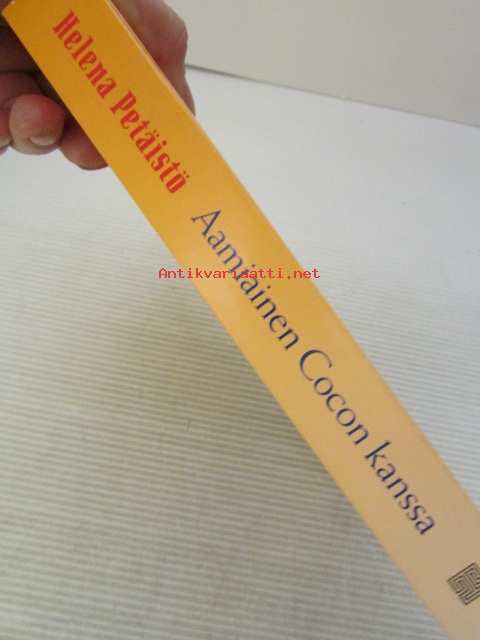 Helena Petäistö
Aamiainen Cocon kanssa
Antikvariaatti.net